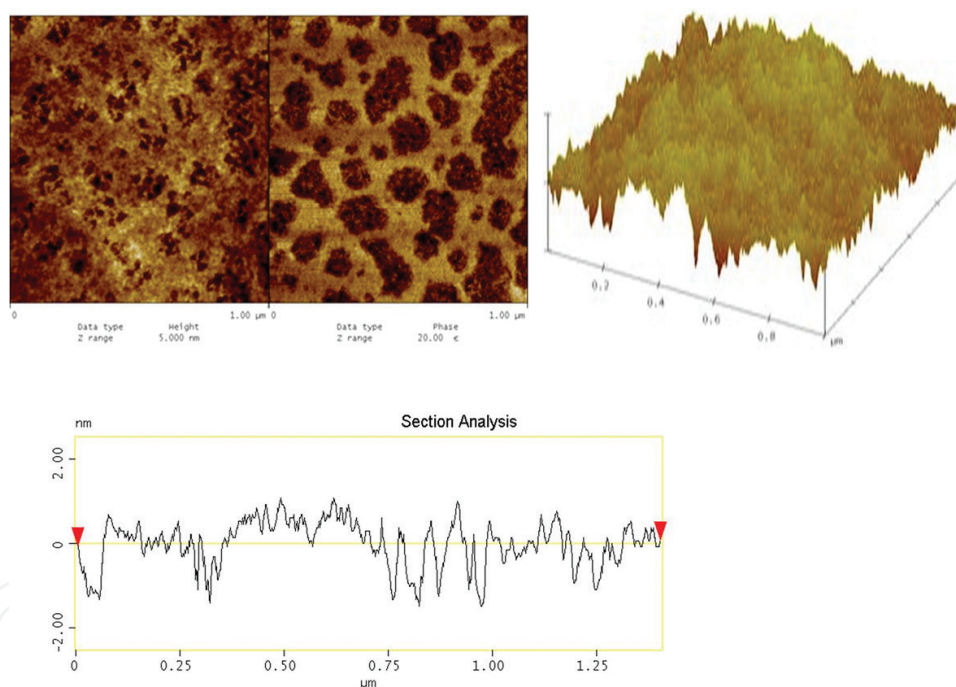 0 1.00 µm 0 1.00 µm
Data type Height Data type Phase
Z range 5.000 nm Z range 20.00 e
0.2 0.4 0.6 0.8 µm
nm
Section Analysis
2.00
0
-2.00
0 0.25 0.50 0.75 1.00 1.25
µm